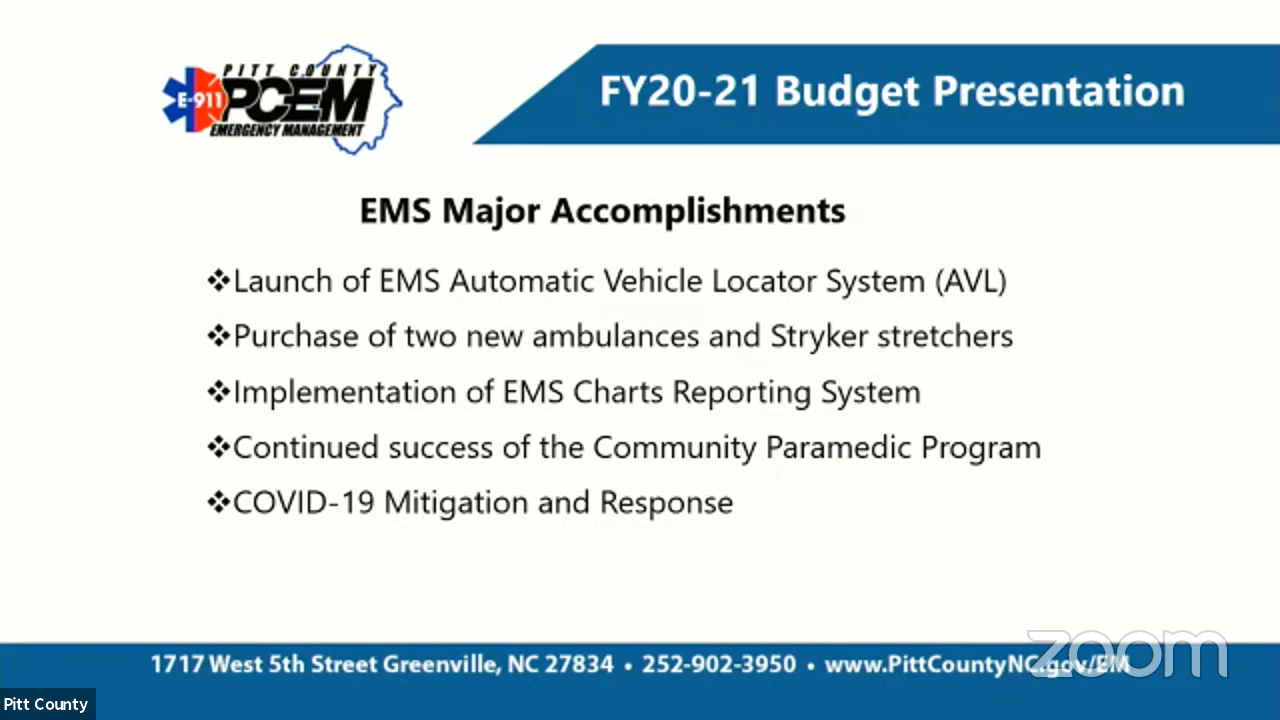 PITT COUNTY
E-911
PCEM
EMERGENCY MANAGEMENT
FY20-21 Budget Presentation
EMS Major Accomplishments
❖Launch of EMS Automatic Vehicle Locator System (AVL)
❖Purchase of two new ambulances and Stryker stretchers
❖Implementation of EMS Charts Reporting System
❖Continued success of the Community Paramedic Program
❖COVID-19 Mitigation and Response
1717 West 5th Street Greenville, NC 27834 • 252-902-3950 • www.PittCountyNC.gov/EM
zoom
Pitt County